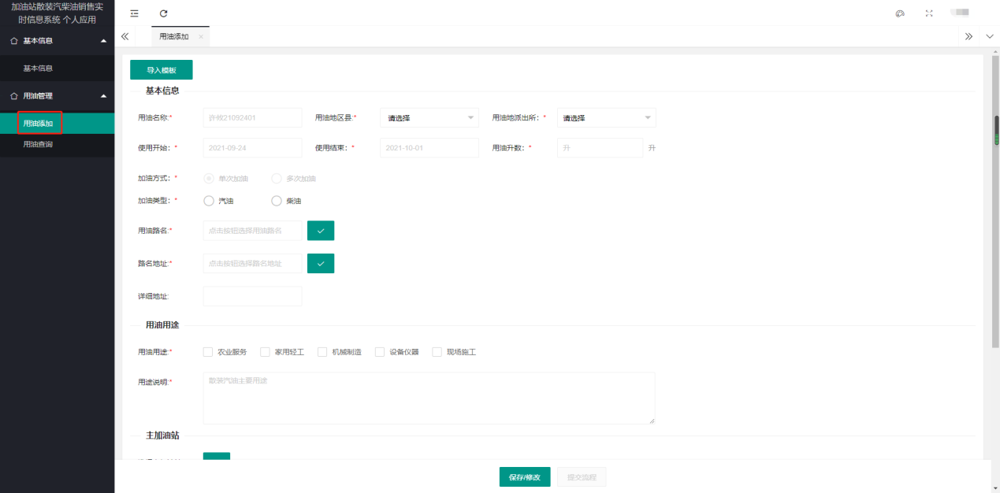 加油站散装汽柴油销售实
时信息系统 个人应用
基本信息
基本信息
用油管理
用油添加
用油查询
用油添加
导入模板
基本信息
用油名称:* 许攸21092401 用油地区县:* 请选择 用油地派出所: * 请选择
使用开始: * 2021-09-24 使用结束: * 2021-10-01 用油升数: * 升 升
加油方式: * 单次加油 多次加油
加油类型: * 汽油 柴油
用油路名:* 点击按钮选择用油路名
路名地址:* 点击按钮选择路名地址
详细地址:
用油用途
用油用途:* 农业服务 家用轻工 机械制造 设备仪器 现场施工
用途说明:* 散装汽油主要用途
主加油站
保存/修改 提交流程